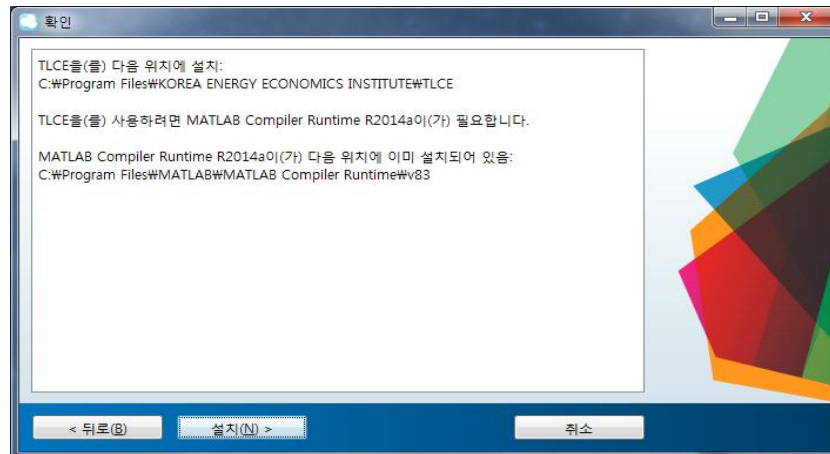 확인
TLCE을(를) 다음 위치에 설치:
C:₩Program Files₩KOREA ENERGY ECONOMICS INSTITUTE₩TLCE
TLCE을(를) 사용하려면 MATLAB Compiler Runtime R2014a이(가) 필요합니다.
MATLAB Compiler Runtime R2014a이(가) 다음 위치에 이미 설치되어 있음:
C:₩Program Files₩MATLAB₩MATLAB Compiler Runtime₩v83
< 뒤로(B) 설치(N) > 취소